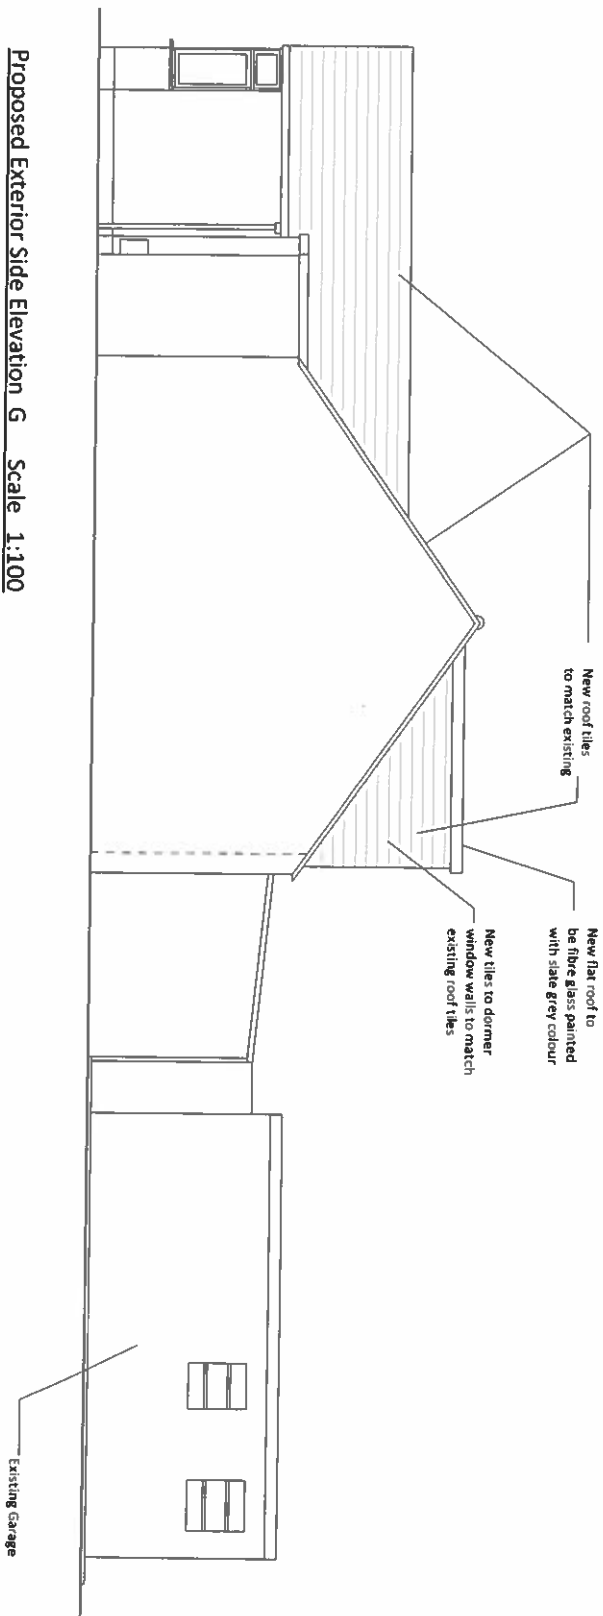 New flat roof to
be fibre glass painted
with slate grey colour
New roof tiles
to match existing
New tiles to dormer
window walls to match
existing roof tiles
Existing Garage
Proposed Exterior Side Elevation G Scale 1:100